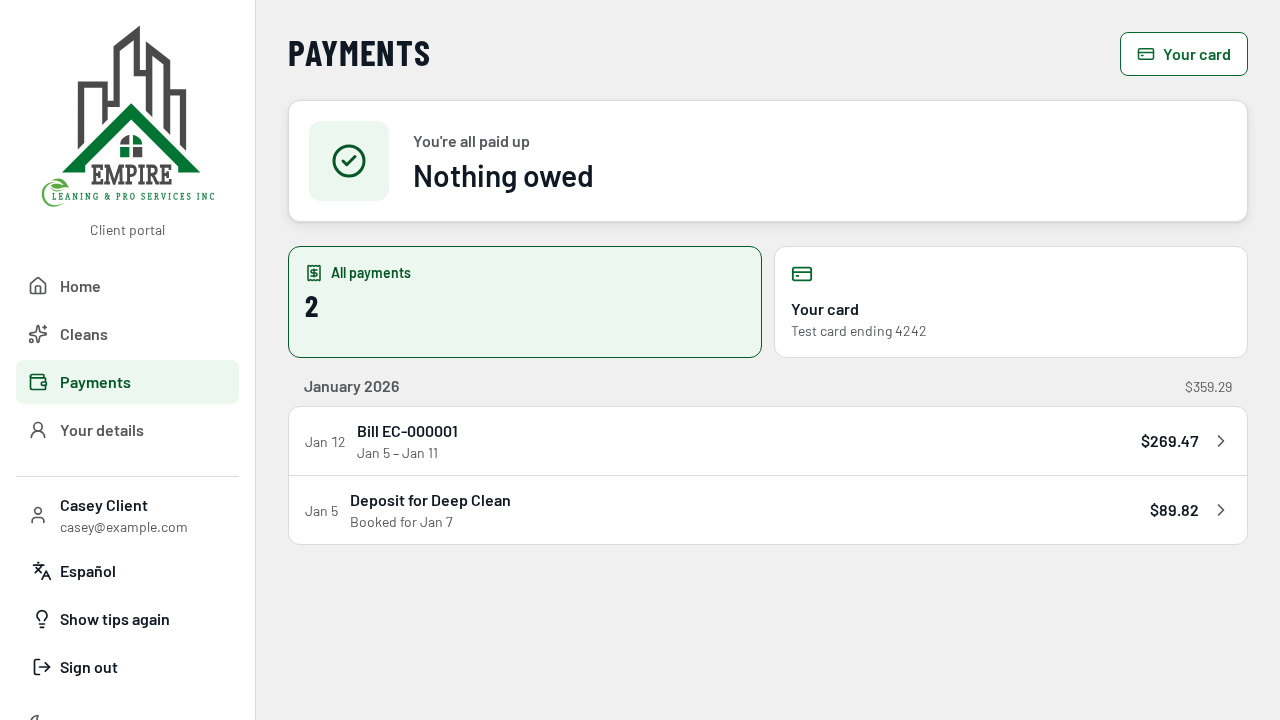 EMPIRE
LEANING & PRO SERVICES INC
Client portal
Home
Cleans
Payments
Your details
Casey Client
casey@example.com
Español
Show tips again
Sign out
PAYMENTS
Your card
You're all paid up
Nothing owed
All payments
2
Your card
Test card ending 4242
January 2026
$359.29
Jan 12
Bill EC-000001
Jan 5 – Jan 11
$269.47
Jan 5
Deposit for Deep Clean
Booked for Jan 7
$89.82